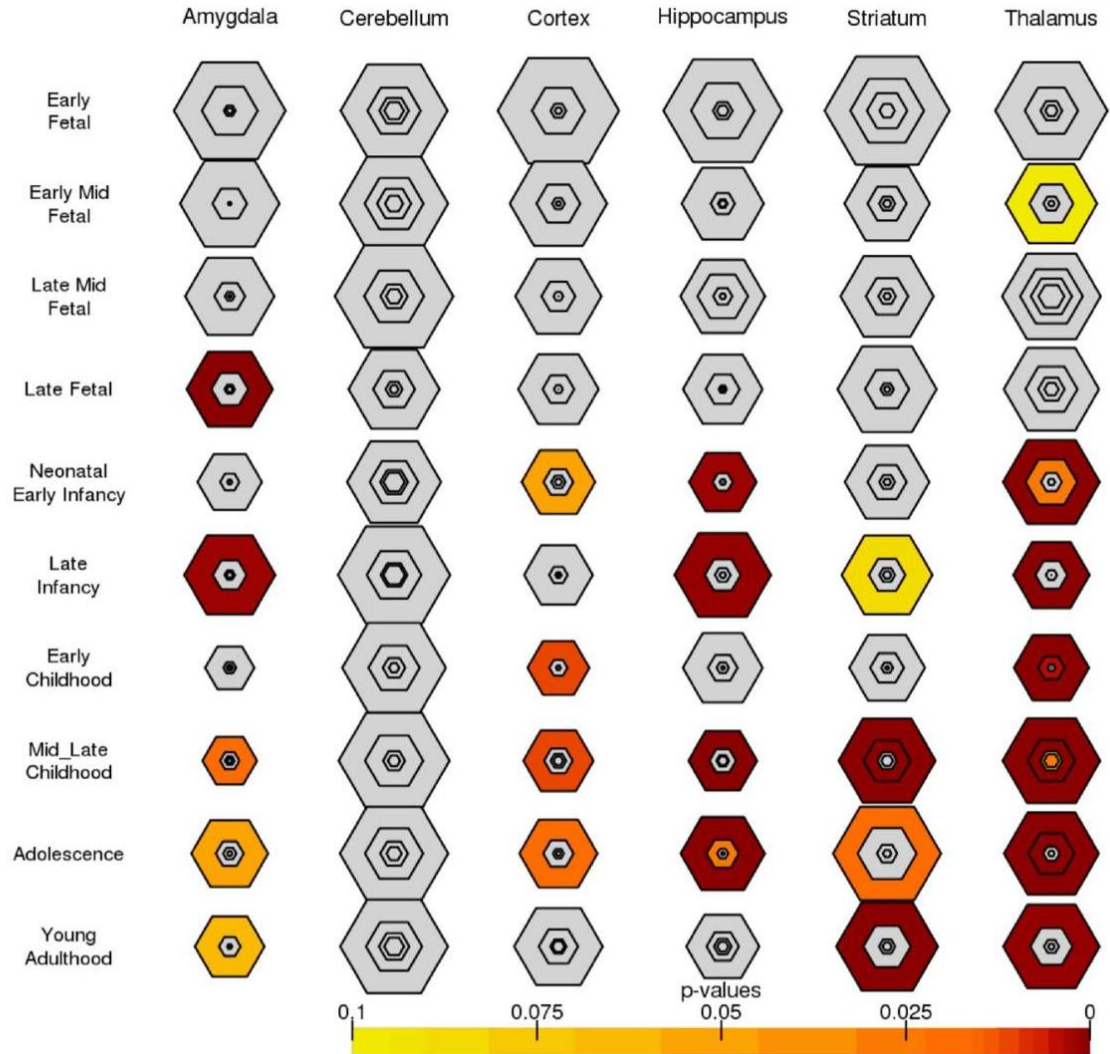 Amygdala Cerebellum Cortex Hippocampus Striatum Thalamus
Early
Fetal
Early Mid
Fetal
Late Mid
Fetal
Late Fetal
Neonatal
Early Infancy
Late
Infancy
Early
Childhood
Mid_Late
Childhood
Adolescence
Young
Adulthood
p-values
0.1 0.075 0.05 0.025 0